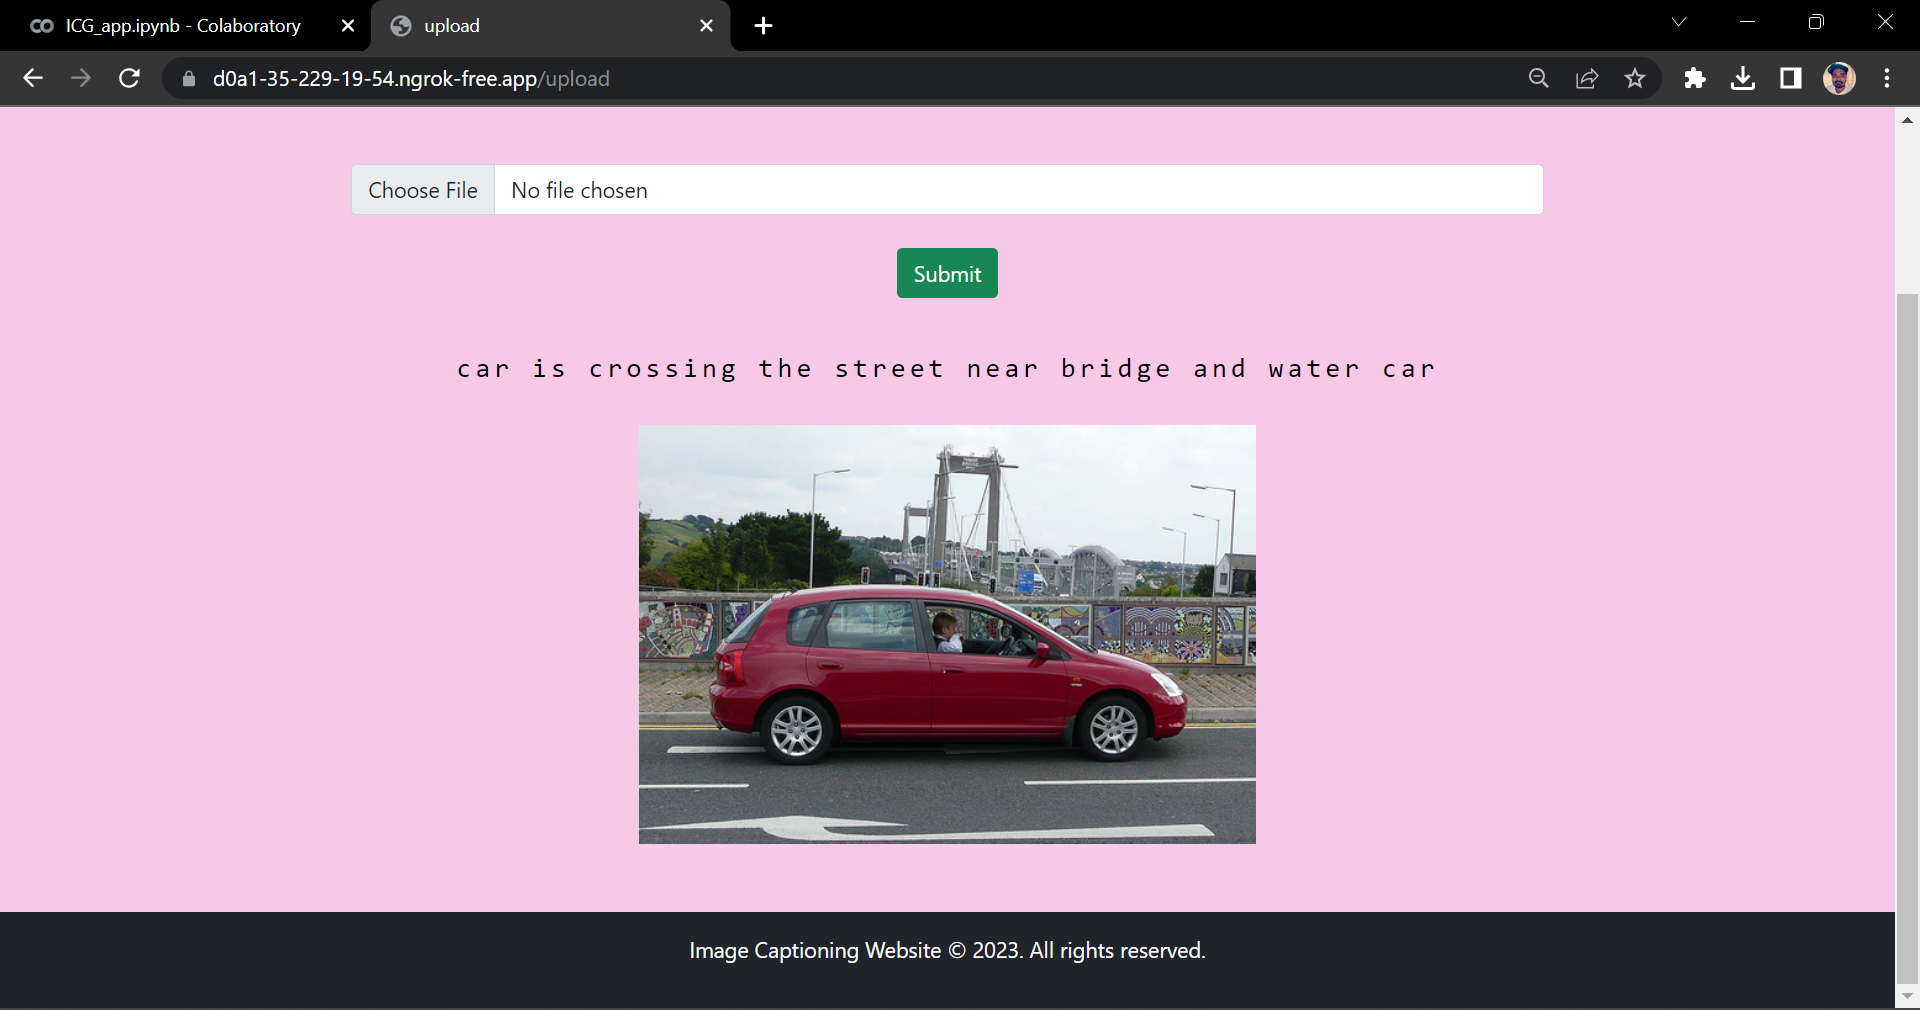 ICG_app.ipynb - Colaboratory
upload
d0a1-35-229-19-54.ngrok-free.app/upload
Choose File
No file chosen
Submit
car is crossing the street near bridge and water car
Image Captioning Website © 2023. All rights reserved.